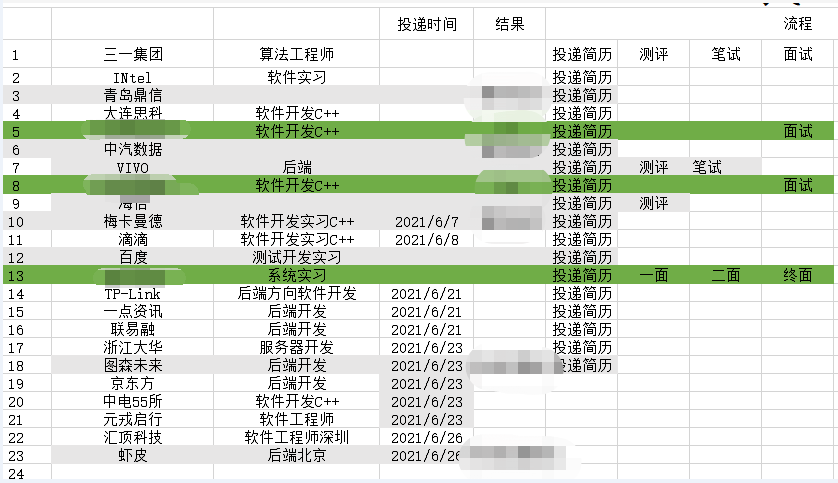 投递时间 结果 流程
1 三一集团 算法工程师 投递简历 测评 笔试 面试
2 INtel 软件实习 投递简历
3 青岛鼎信 投递简历
4 大连思科 软件开发C++ 投递简历
5 软件开发C++ 投递简历 面试
6 中汽数据 投递简历
7 VIVO 后端 投递简历 测评 笔试
8 软件开发C++ 投递简历 面试
9 海信 投递简历 测评
10 梅卡曼德 软件开发实习C++ 2021/6/7 投递简历
11 滴滴 软件开发实习C++ 2021/6/8 投递简历
12 百度 测试开发实习 投递简历
13 系统实习 投递简历 一面 二面 终面
14 TP-Link 后端方向软件开发 2021/6/21 投递简历
15 一点资讯 后端开发 2021/6/21 投递简历
16 联易融 后端开发 2021/6/21 投递简历
17 浙江大华 服务器开发 2021/6/23 投递简历
18 图森未来 后端开发 2021/6/23 投递简历
19 京东方 后端开发 2021/6/23
20 中电55所 软件开发C++ 2021/6/23
21 元戎启行 软件工程师 2021/6/23
22 汇顶科技 软件工程师深圳 2021/6/26
23 虾皮 后端北京 2021/6/26
24